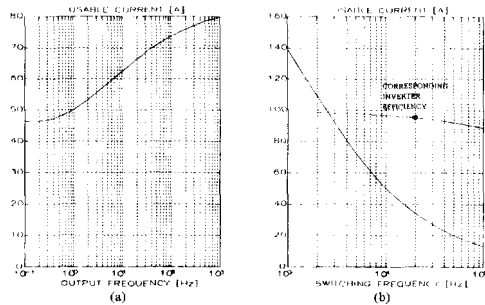 USABLE CURRENT [A]
80
70
60
50
40
30
20
10
0
OUTPUT FREQUENCY [Hz]
(a)
USABLE CURRENT [A]
160
140
120
100
80
60
40
20
0
CORRESPONDING
INVERTER
EFFICIENCY
SWITCHING FREQUENCY [Hz]
(b)